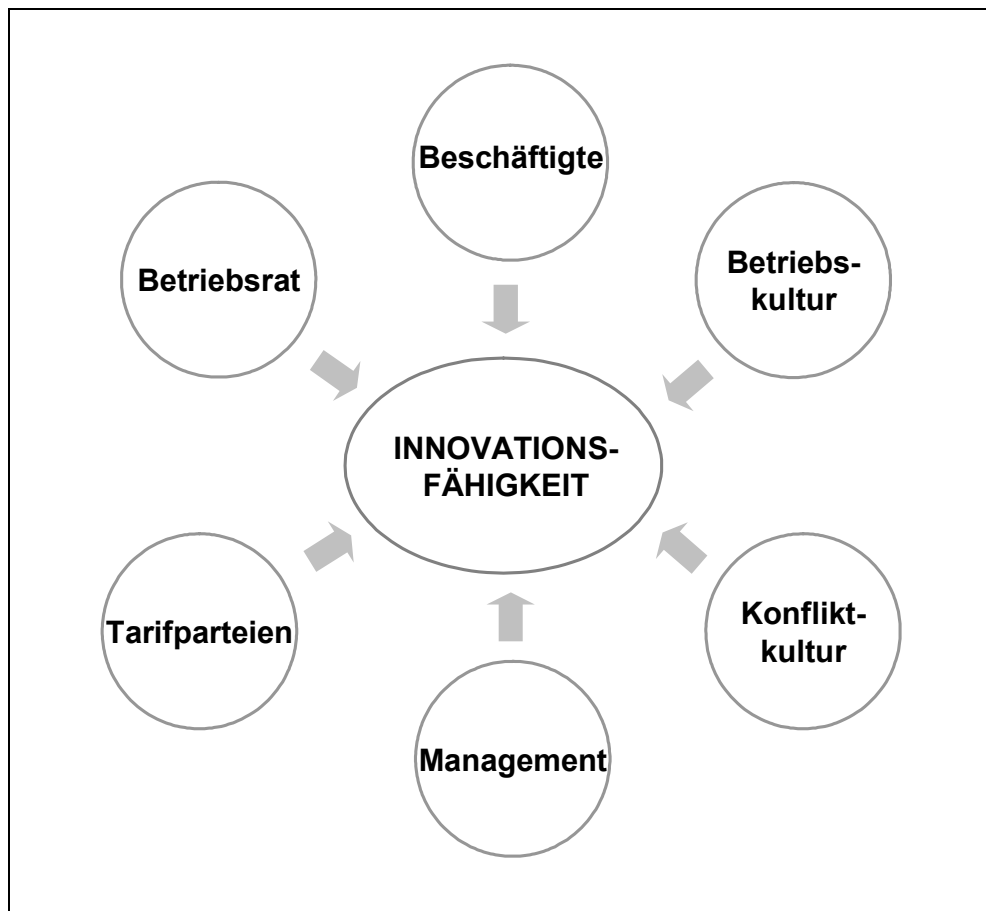 Beschäftigte
Betriebsrat
Betriebs-
kultur
INNOVATIONS-
FÄHIGKEIT
Tarifparteien
Konflikt-
kultur
Management